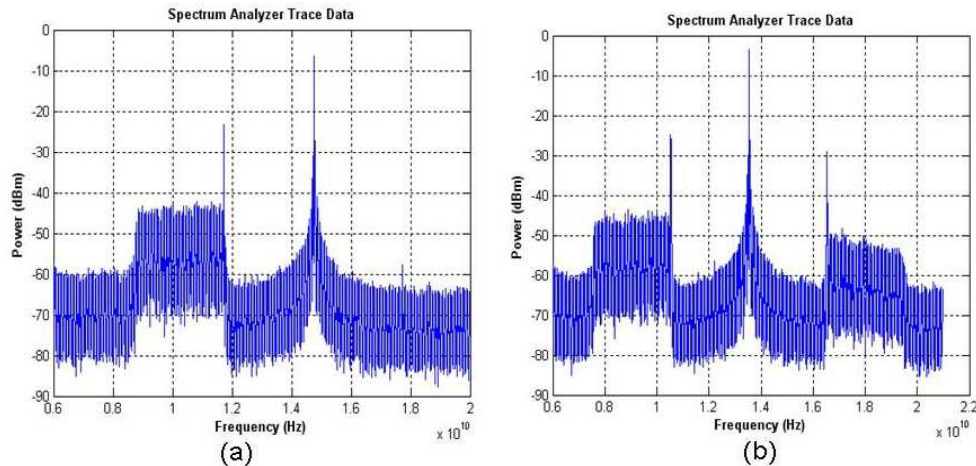 Spectrum Analyzer Trace Data
0
-10
-20
-30
-40
-50
-60
-70
-80
-90
Power (dBm)
0.6 0.8 1 1.2 1.4 1.6 1.8 2
Frequency (Hz)
x 10^10
(a)
Spectrum Analyzer Trace Data
0
-10
-20
-30
-40
-50
-60
-70
-80
-90
Power (dBm)
0.6 0.8 1 1.2 1.4 1.6 1.8 2 2.2
Frequency (Hz)
x 10^10
(b)